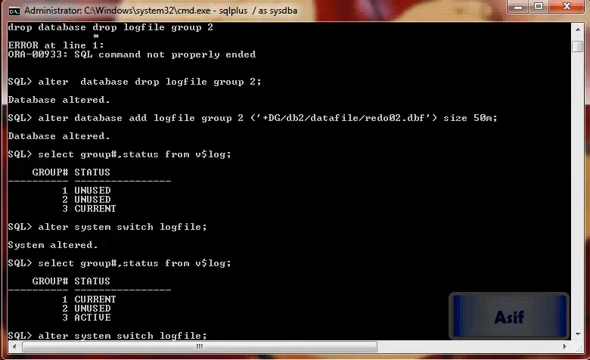 Administrator: C:\Windows\system32\cmd.exe - sqlplus / as sysdba
drop database drop logfile group 2
*
ERROR at line 1:
ORA-00933: SQL command not properly ended
SQL> alter database drop logfile group 2;
Database altered.
SQL> alter database add logfile group 2 ('+DG/db2/datafile/redo02.dbf') size 50m;
Database altered.
SQL> select group#,status from v$log;
GROUP# STATUS
---------- ----------------
1 UNUSED
2 UNUSED
3 CURRENT
SQL> alter system switch logfile;
System altered.
SQL> select group#,status from v$log;
GROUP# STATUS
---------- ----------------
1 CURRENT
2 UNUSED
3 ACTIVE
SQL> alter system switch logfile;
Asif